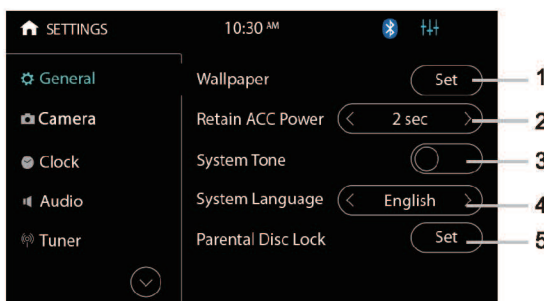 SETTINGS 10:30 AM
General Wallpaper Set 1
Camera Retain ACC Power 2 sec 2
Clock System Tone 3
Audio System Language English 4
Tuner Parental Disc Lock Set 5